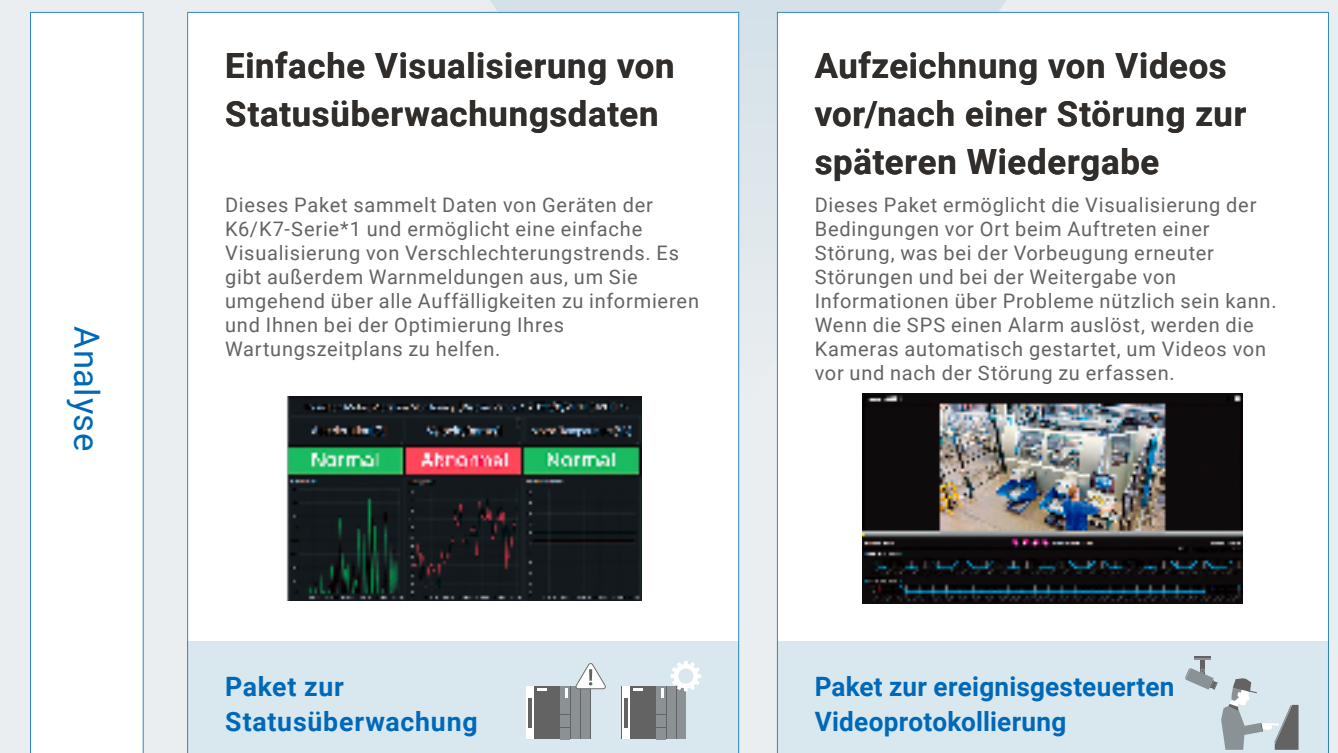 Analyse
Einfache Visualisierung von
Statusüberwachungsdaten
Dieses Paket sammelt Daten von Geräten der
K6/K7-Serie*1 und ermöglicht eine einfache
Visualisierung von Verschlechterungstrends. Es
gibt außerdem Warnmeldungen aus, um Sie
umgehend über alle Auffälligkeiten zu informieren
und Ihnen bei der Optimierung Ihres
Wartungszeitplans zu helfen.
Normal
Abnormal
Normal
Paket zur
Statusüberwachung
Aufzeichnung von Videos
vor/nach einer Störung zur
späteren Wiedergabe
Dieses Paket ermöglicht die Visualisierung der
Bedingungen vor Ort beim Auftreten einer
Störung, was bei der Vorbeugung erneuter
Störungen und bei der Weitergabe von
Informationen über Probleme nützlich sein kann.
Wenn die SPS einen Alarm auslöst, werden die
Kameras automatisch gestartet, um Videos von
vor und nach der Störung zu erfassen.
Paket zur ereignisgesteuerten
Videoprotokollierung